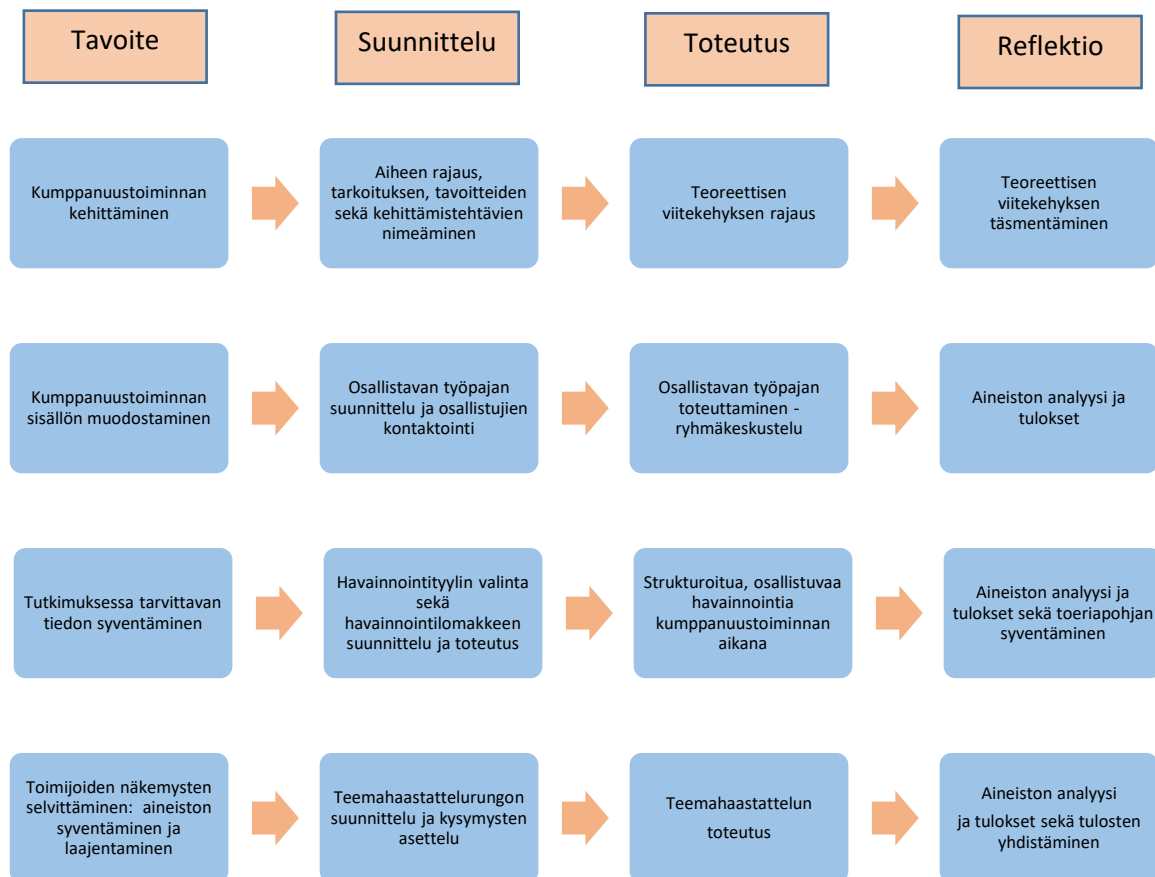 Tavoite
Suunnittelu
Toteutus
Reflektio
Kumppanuustoiminnan
kehittäminen
Aiheen rajaus,
tarkoituksen, tavoitteiden
sekä kehittämistehtävien
nimeäminen
Teoreettisen
viitekehyksen rajaus
Teoreettisen
viitekehyksen
täsmentäminen
Kumppanuustoiminnan
sisällön muodostaminen
Osallistavan työpajan
suunnittelu ja osallistujien
kontaktointi
Osallistavan työpajan
toteuttaminen -
ryhmäkeskustelu
Aineiston analyysi ja
tulokset
Tutkimuksessa tarvittavan
tiedon syventäminen
Havainnointityylin valinta
sekä
havainnointilomakkeen
suunnittelu ja toteutus
Strukturoitua, osallistuvaa
havainnointia
kumppanuustoiminnan
aikana
Aineiston analyysi ja
tulokset sekä toeriapohjan
syventäminen
Toimijoiden näkemysten
selvittäminen: aineiston
syventäminen ja
laajentaminen
Teemahaastattelurungon
suunnittelu ja kysymysten
asettelu
Teemahaastattelun
toteutus
Aineiston analyysi
ja tulokset sekä tulosten
yhdistäminen